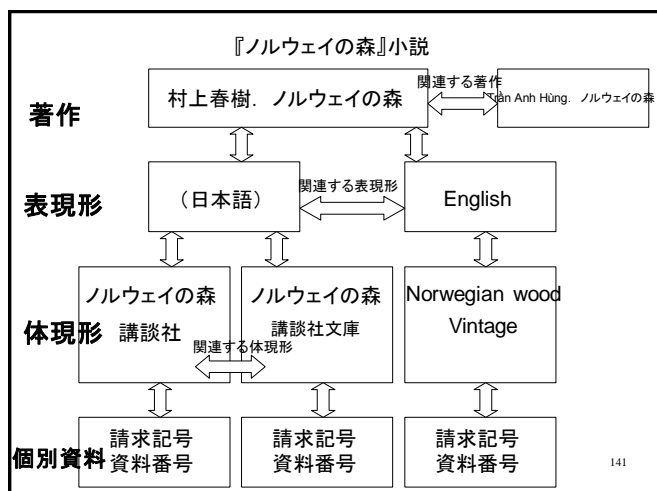 『ノルウェイの森』小説
著作
村上春樹． ノルウェイの森
関連する著作
Trần Anh Hùng． ノルウェイの森
表現形
（日本語）
関連する表現形
English
体現形
ノルウェイの森
講談社
ノルウェイの森
講談社文庫
関連する体現形
Norwegian wood
Vintage
個別資料
請求記号
資料番号
請求記号
資料番号
請求記号
資料番号
141